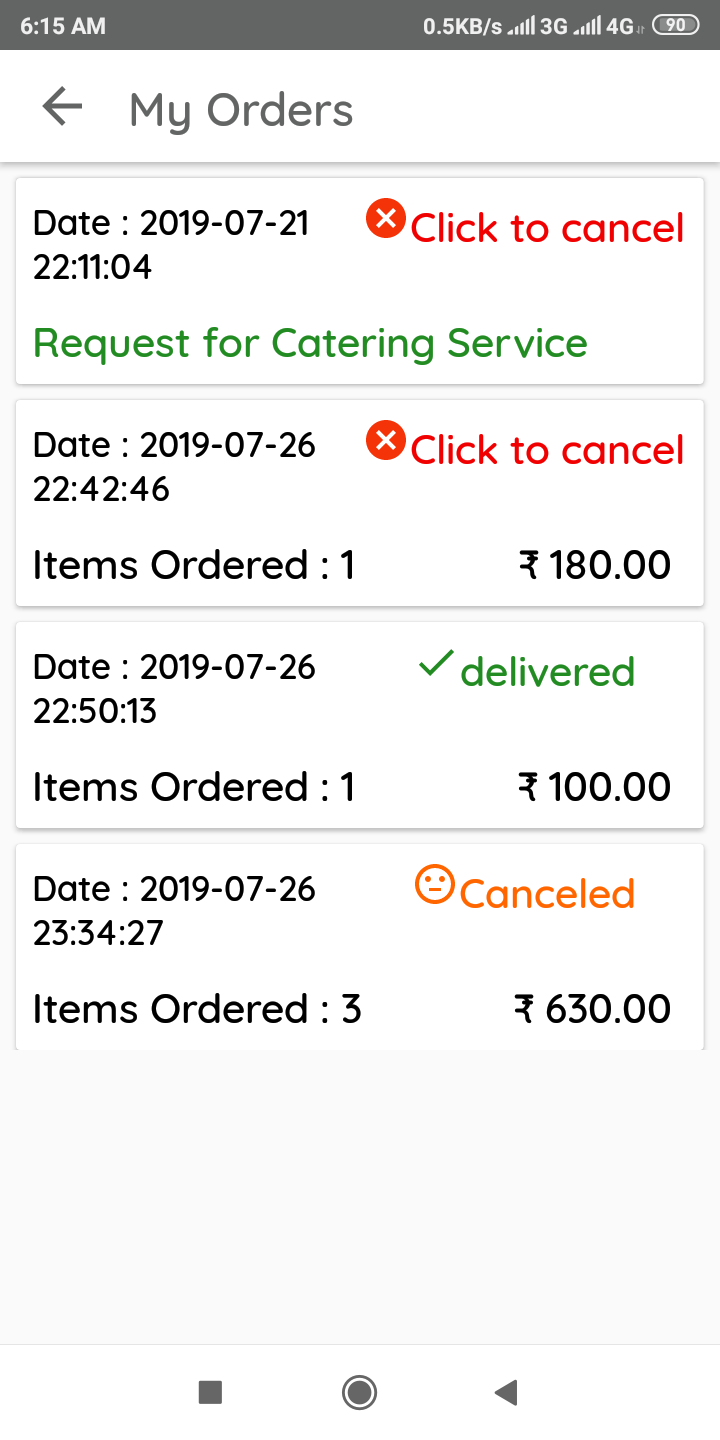 6:15 AM 0.5KB/s 3G 4G 90
My Orders
Date : 2019-07-21 Click to cancel
22:11:04
Request for Catering Service
Date : 2019-07-26 Click to cancel
22:42:46
Items Ordered : 1 ₹ 180.00
Date : 2019-07-26 delivered
22:50:13
Items Ordered : 1 ₹ 100.00
Date : 2019-07-26 Canceled
23:34:27
Items Ordered : 3 ₹ 630.00